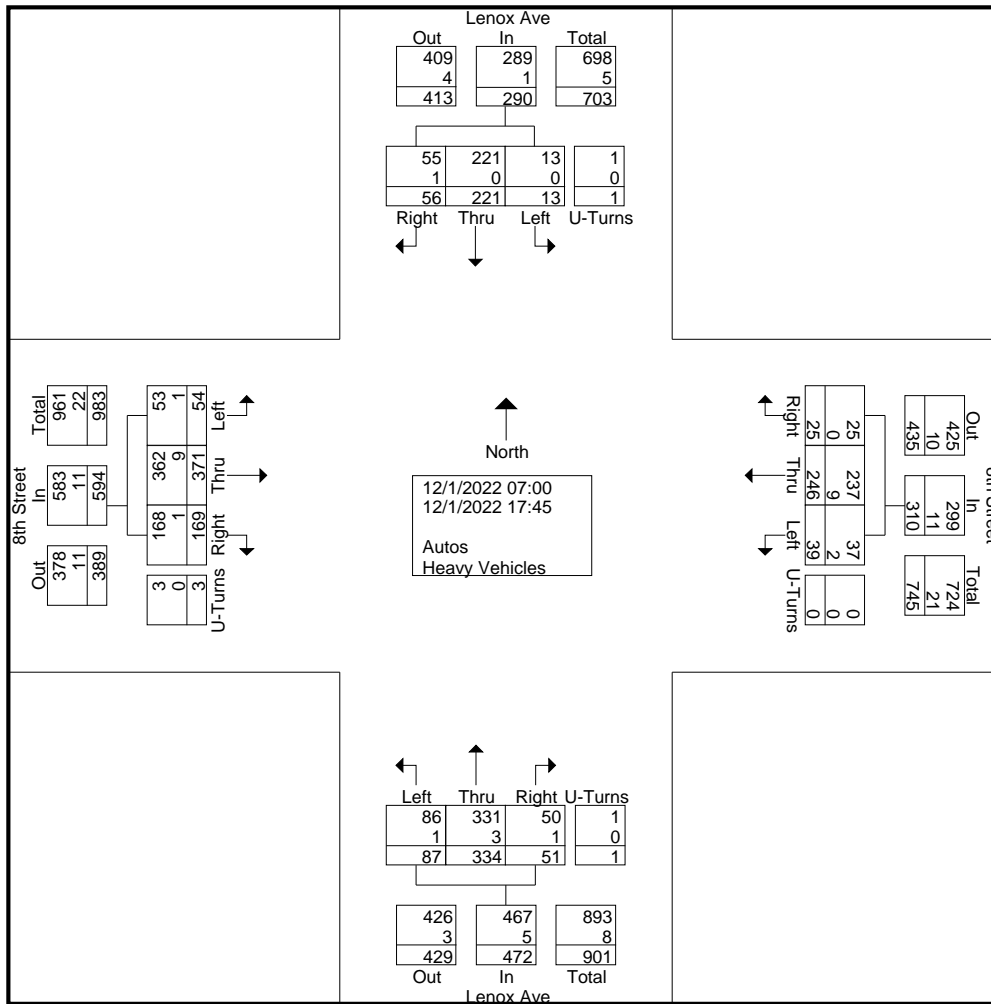 Lenox Ave
Out In Total
409 289 698
4 1 5
413 290 703
55 221 13 1
1 0 0 0
56 221 13 1
Right Thru Left U-Turns
8th Street
Total In Out
961 583 378
22 11 11
983 594 389
53 362 168 3
1 9 1 0
54 371 169 3
Left Thru Right U-Turns
North
12/1/2022 07:00
12/1/2022 17:45
Autos
Heavy Vehicles
Right Thru Left U-Turns
25 237 37 0
0 9 2 0
25 246 39 0
Out In Total
425 299 724
10 11 21
435 310 745
Street
Left Thru Right U-Turns
86 331 50 1
1 3 1 0
87 334 51 1
426 467 893
3 5 8
429 472 901
Out In Total
Lenox Ave